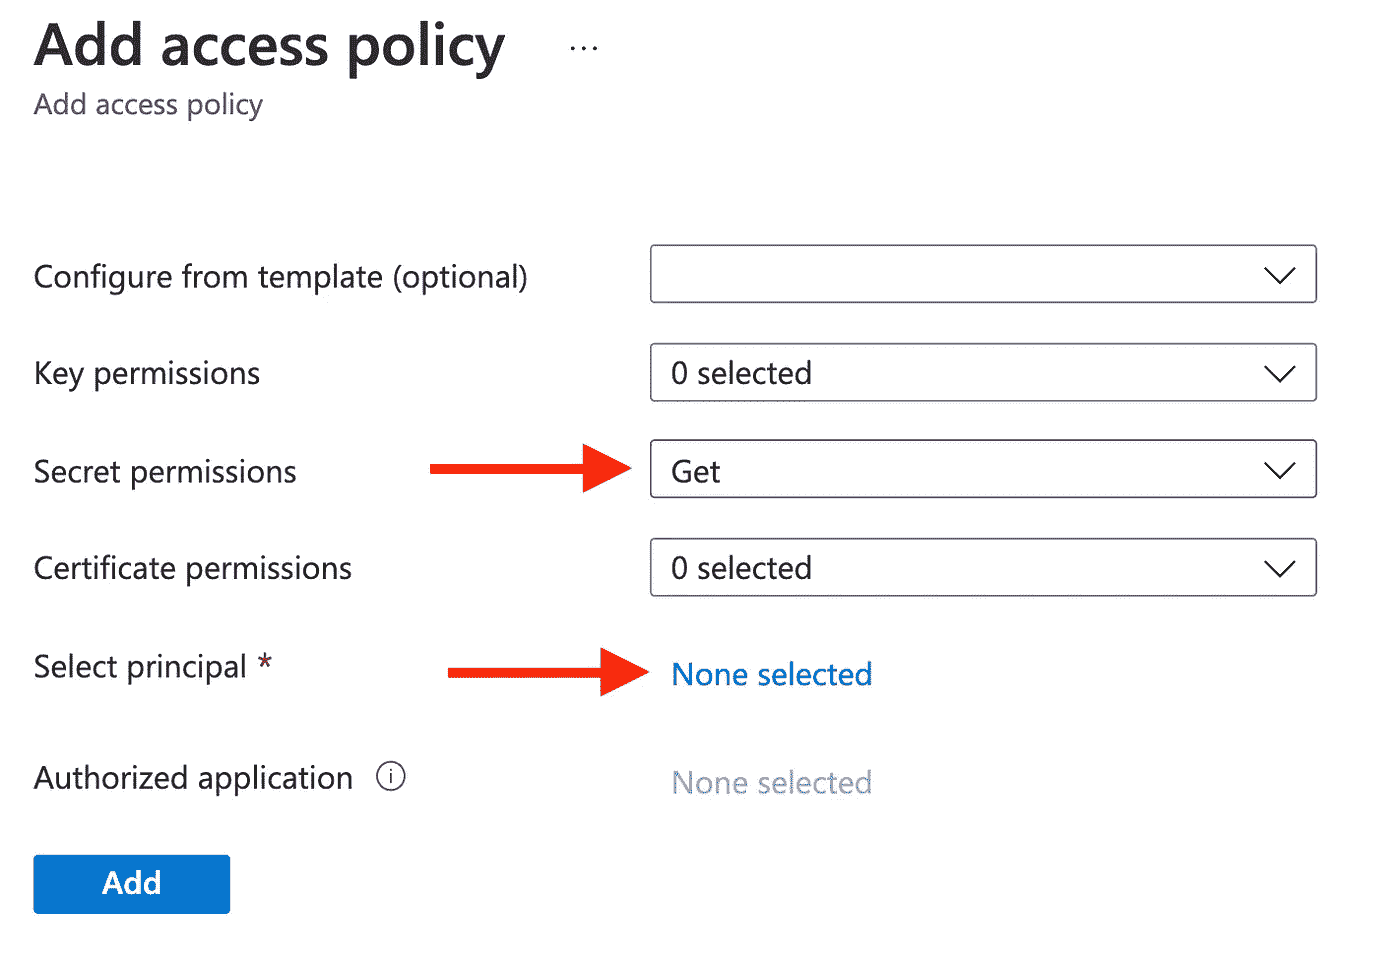 Add access policy ...
Add access policy
Configure from template (optional)
Key permissions 0 selected
Secret permissions Get
Certificate permissions 0 selected
Select principal * None selected
Authorized application None selected
Add